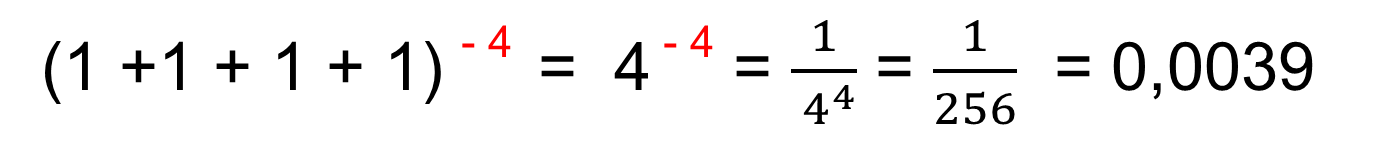 (1 +1 + 1 + 1)⁻⁴ = 4⁻⁴ = 1/4⁴ = 1/256 = 0,0039